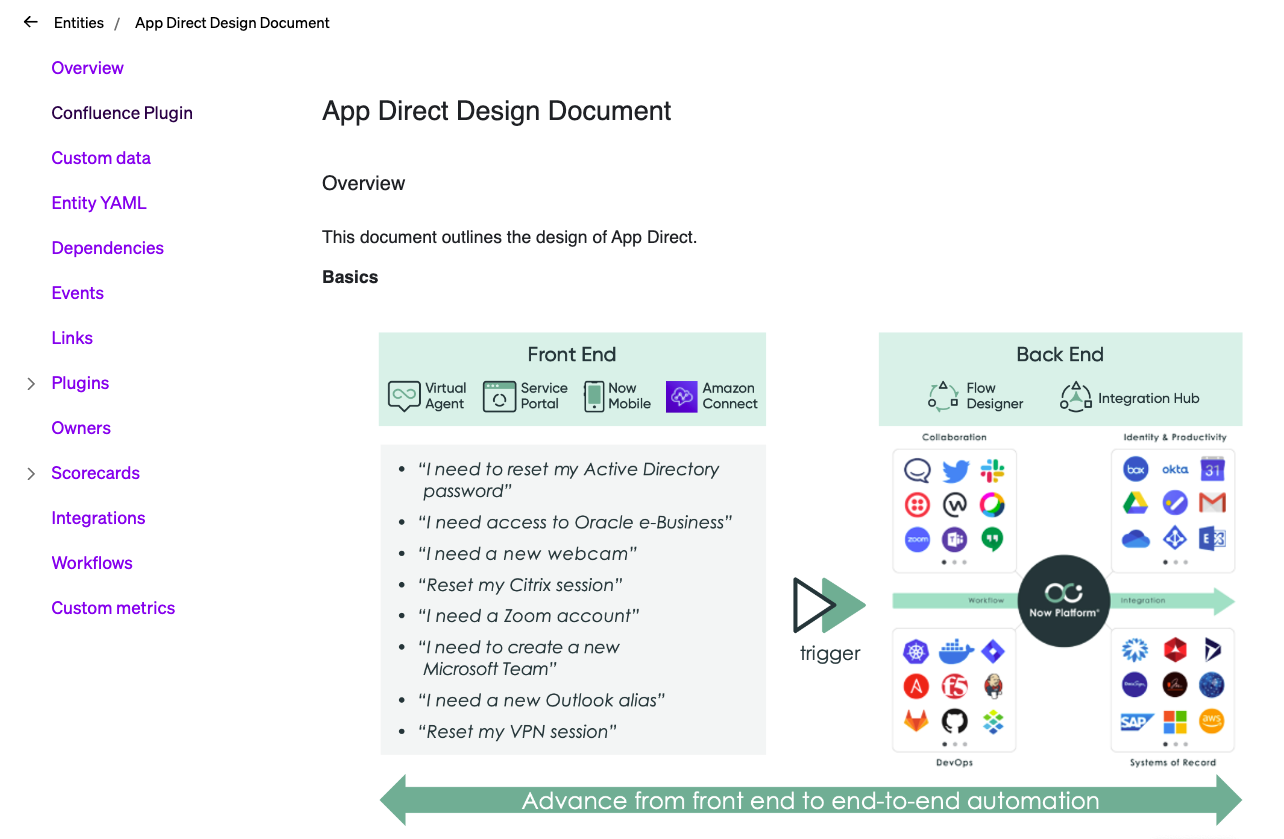 Entities / App Direct Design Document
Overview
Confluence Plugin
Custom data
Entity YAML
Dependencies
Events
Links
Plugins
Owners
Scorecards
Integrations
Workflows
Custom metrics
App Direct Design Document
Overview
This document outlines the design of App Direct.
Basics
Front End
Virtual
Agent
Service
Portal
Now
Mobile
Amazon
Connect
• “I need to reset my Active Directory
password”
• “I need access to Oracle e-Business”
• “I need a new webcam”
• “Reset my Citrix session”
• “I need a Zoom account”
• “I need to create a new
Microsoft Team”
• “I need a new Outlook alias”
• “Reset my VPN session”
trigger
Back End
Flow
Designer
Integration Hub
Collaboration
Identity & Productivity
box
okta
31
zoom
Workflow
Now Platform
Integration
f5
SAP
aws
DevOps
Systems of Record
Advance from front end to end-to-end automation